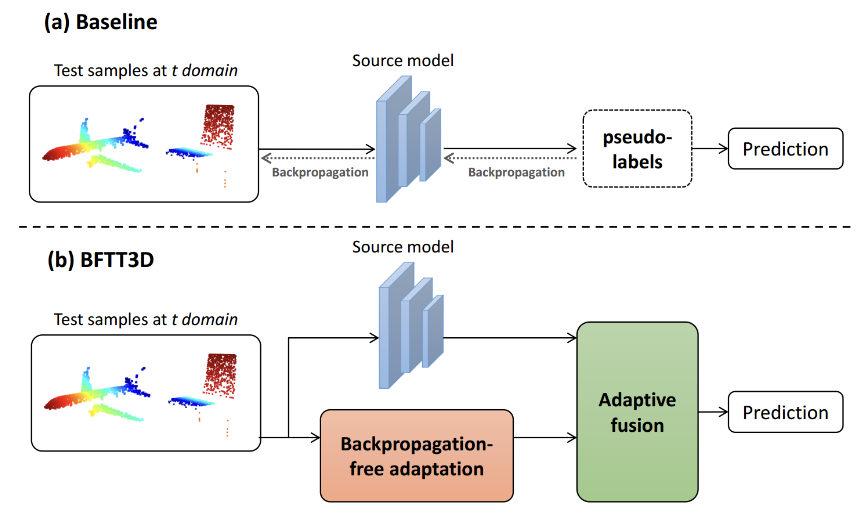 (a) Baseline
Test samples at t domain
Source model
Backpropagation
Backpropagation
pseudo-
labels
Prediction
(b) BFTT3D
Source model
Test samples at t domain
Backpropagation-
free adaptation
Adaptive
fusion
Prediction